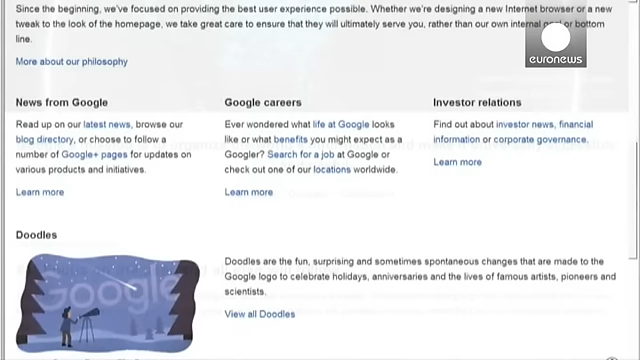 Since the beginning, we've focused on providing the best user experience possible. Whether we're designing a new Internet browser or a new
tweak to the look of the homepage, we take great care to ensure that they will ultimately serve you, rather than our own internal goal or bottom
line.
More about our philosophy
euronews
News from Google
Read up on our latest news, browse our
blog directory, or choose to follow a
number of Google+ pages for updates on
various products and initiatives.
Learn more
Google careers
Ever wondered what life at Google looks
like or what benefits you might expect as a
Googler? Search for a job at Google or
check out one of our locations worldwide.
Learn more
Investor relations
Find out about investor news, financial
information or corporate governance.
Learn more
Doodles
Google
Doodles are the fun, surprising and sometimes spontaneous changes that are made to the
Google logo to celebrate holidays, anniversaries and the lives of famous artists, pioneers and
scientists.
View all Doodles